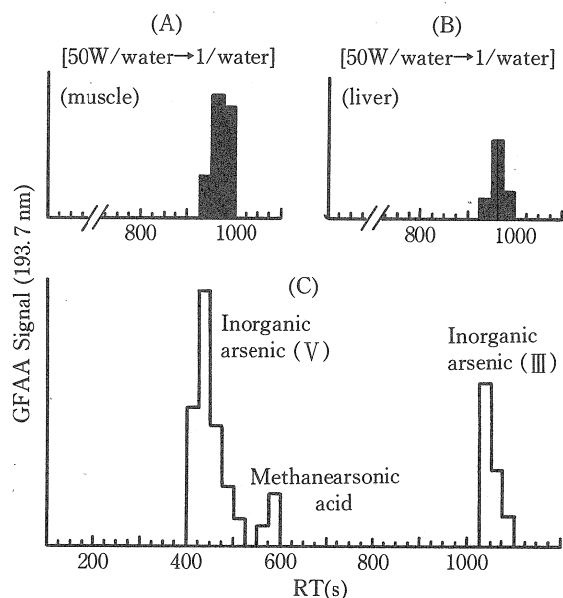 (A)
[50W/water→1/water]
(muscle)
800
1000
(B)
[50W/water→1/water]
(liver)
800
1000
GFAA Signal (193.7 nm)
(C)
Inorganic
arsenic (Ⅴ)
Methanearsonic
acid
Inorganic
arsenic (Ⅲ)
200
400
600
800
1000
RT(s)